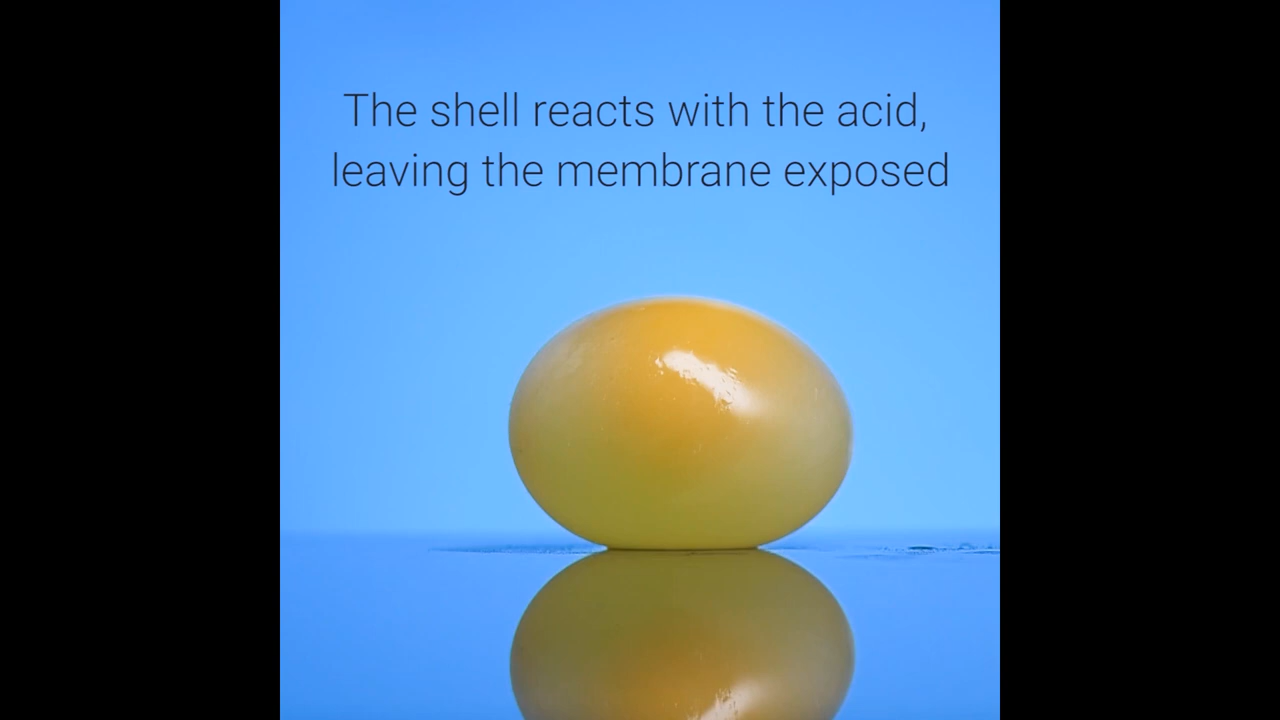 The shell reacts with the acid,
leaving the membrane exposed